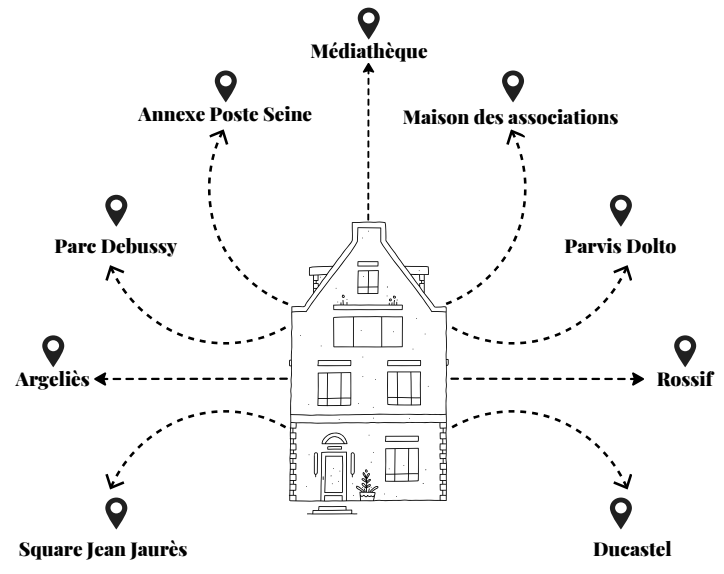 Médiathèque
Annexe Poste Seine
Maison des associations
Parc Debussy
Parvis Dolto
Argeliès
Rossif
Square Jean Jaurès
Ducastel